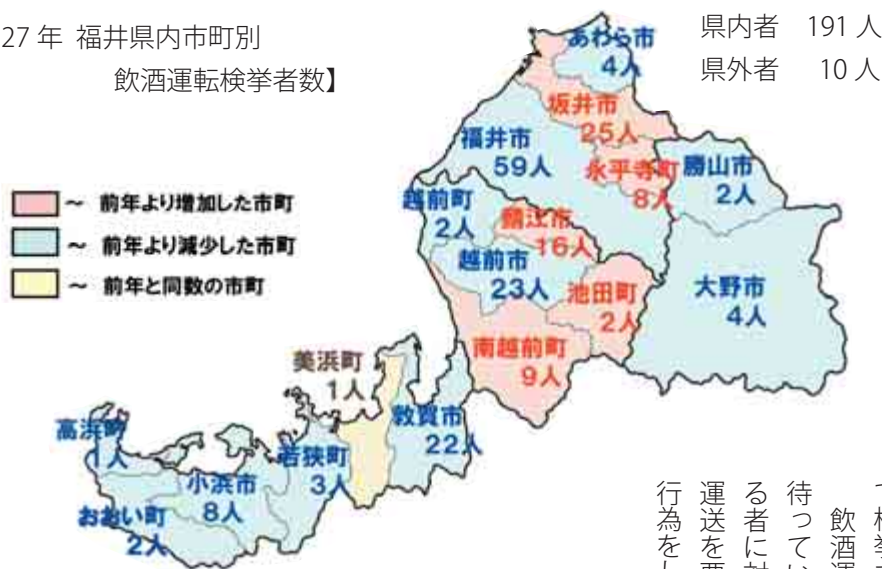 27 年 福井県内市町別
飲酒運転検挙者数】
県内者 191 人
県外者 10 人
～ 前年より増加した市町
～ 前年より減少した市町
～ 前年と同数の市町
あわら市
4人
坂井市
25人
福井市
59人
永平寺町
8人
勝山市
2人
越前町
2人
鯖江市
16人
越前市
23人
池田町
2人
大野市
4人
南越前町
9人
美浜町
1人
敦賀市
22人
高浜町
1人
若狭町
3人
小浜市
8人
おおい町
2人
飲酒運
待ってい
る者に対
運送を要
行為をし